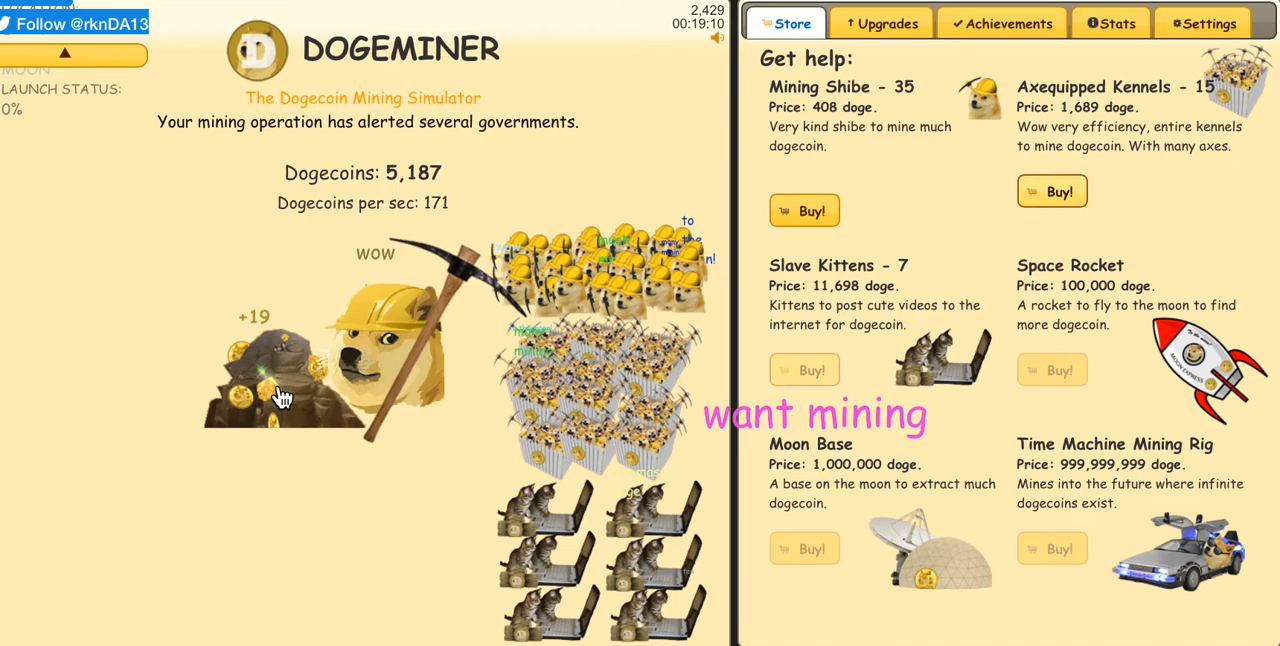 Follow @rknDA13
MOON
LAUNCH STATUS:
0%
DOGEMINER
The Dogecoin Mining Simulator
Your mining operation has alerted several governments.
2,429
00:19:10
Dogecoins: 5,187
Dogecoins per sec: 171
wow
+19
to
the
n!
want mining
Store
Upgrades
Achievements
Stats
Settings
Get help:
Mining Shibe - 35
Price: 408 doge.
Very kind shibe to mine much
dogecoin.
Buy!
Axequipped Kennels - 15
Price: 1,689 doge.
Wow very efficiency, entire kennels
to mine dogecoin. With many axes.
Buy!
Slave Kittens - 7
Price: 11,698 doge.
Kittens to post cute videos to the
internet for dogecoin.
Buy!
Space Rocket
Price: 100,000 doge.
A rocket to fly to the moon to find
more dogecoin.
MOON EXPRESS
Buy!
Moon Base
Price: 1,000,000 doge.
A base on the moon to extract much
dogecoin.
Buy!
Time Machine Mining Rig
Price: 999,999,999 doge.
Mines into the future where infinite
dogecoins exist.
Buy!